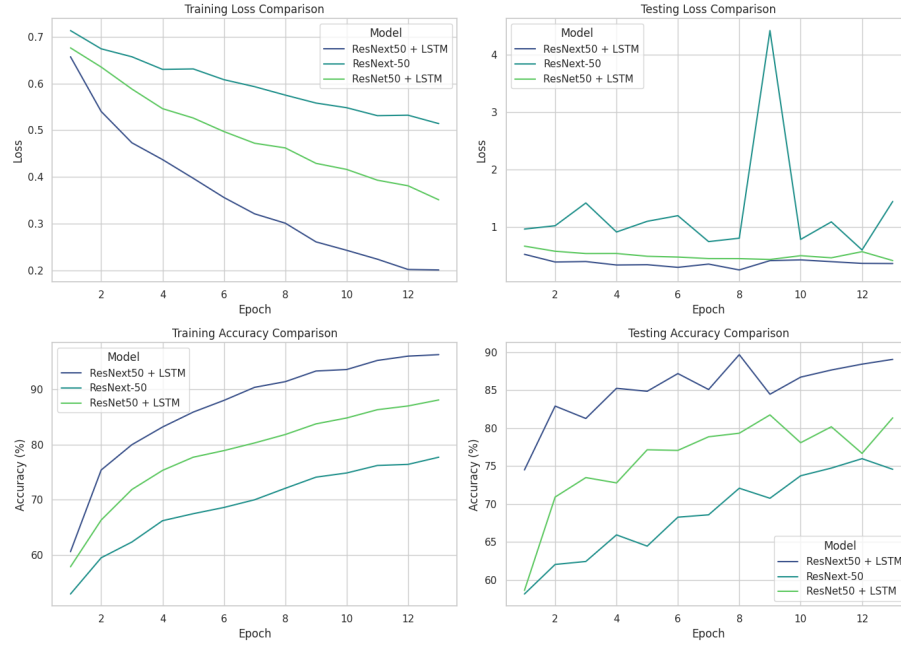 Training Loss Comparison
0.7
0.6
0.5
0.4
0.3
0.2
Loss
Model
ResNext50 + LSTM
ResNext-50
ResNet50 + LSTM
2 4 6 8 10 12
Epoch
Testing Loss Comparison
4
3
2
1
Loss
Model
ResNext50 + LSTM
ResNext-50
ResNet50 + LSTM
2 4 6 8 10 12
Epoch
Training Accuracy Comparison
90
80
70
60
Accuracy (%)
Model
ResNext50 + LSTM
ResNext-50
ResNet50 + LSTM
2 4 6 8 10 12
Epoch
Testing Accuracy Comparison
90
85
80
75
70
65
60
Accuracy (%)
Model
ResNext50 + LSTM
ResNext-50
ResNet50 + LSTM
2 4 6 8 10 12
Epoch